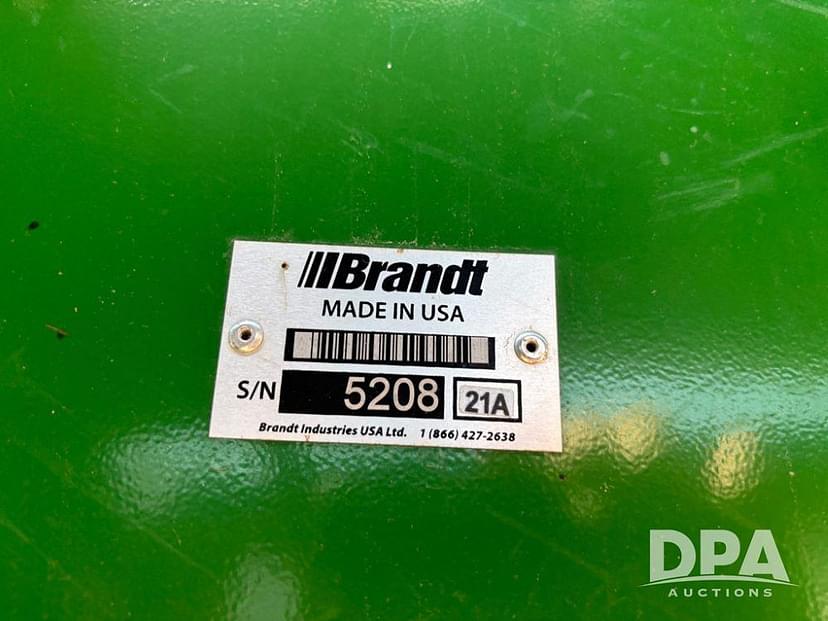 Brandt
MADE IN USA
S/N 5208 21A
Brandt Industries USA Ltd. 1 (866) 427-2638
DPA
AUCTIONS